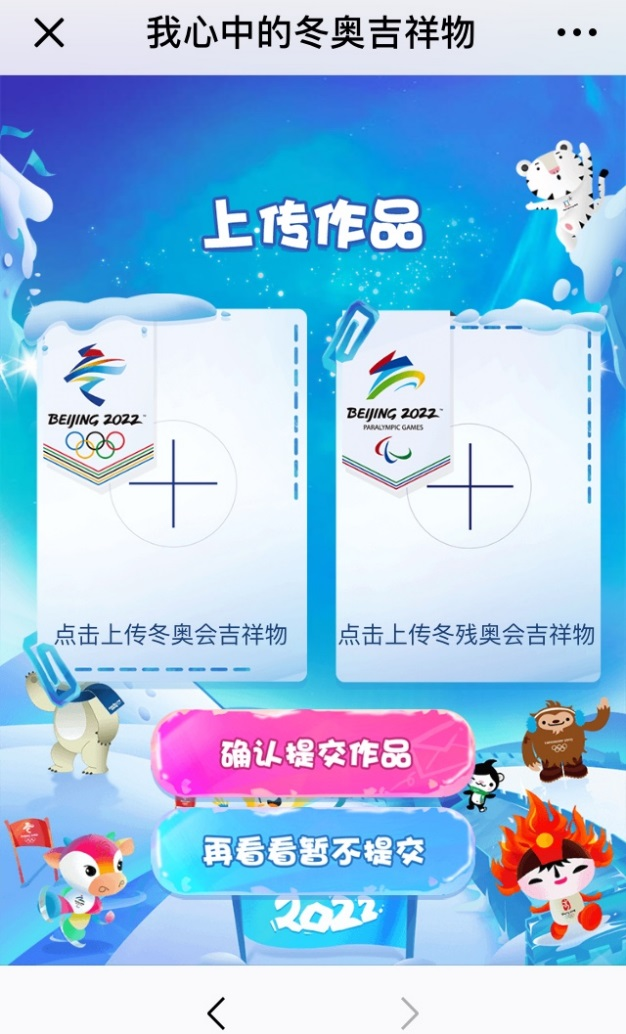 我心中的冬奥吉祥物
上传作品
BEIJING 2022™
BEIJING 2022™
PARALYMPIC GAMES
点击上传冬奥会吉祥物
点击上传冬残奥会吉祥物
确认提交作品
再看看暂不提交
2022